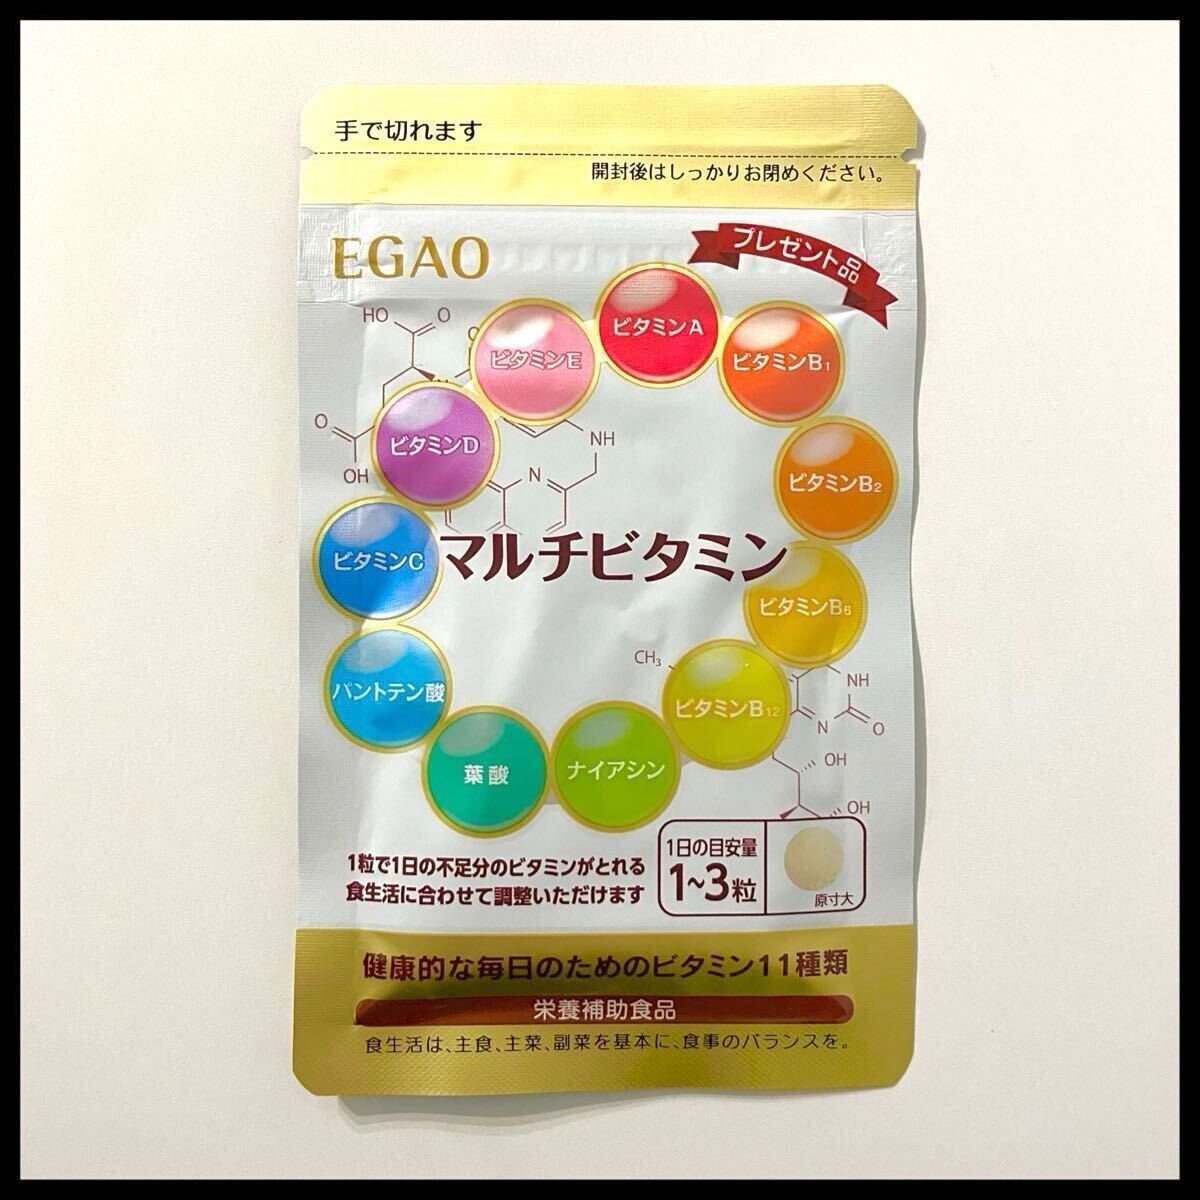 手で切れます
開封後はしっかりお閉めください。
EGAO
プレゼント品
ビタミンA
ビタミンE
ビタミンB1
ビタミンD
ビタミンB2
ビタミンC
マルチビタミン
ビタミンB6
パントテン酸
ビタミンB12
葉酸
ナイアシン
HO
O
O
OH
NH
N
CH3
NH
N
O
OH
OH
1粒で1日の不足分のビタミンがとれる
食生活に合わせて調整いただけます
1日の目安量
1~3粒
原寸大
健康的な毎日のためのビタミン11種類
栄養補助食品
食生活は、主食、主菜、副菜を基本に、食事のバランスを。